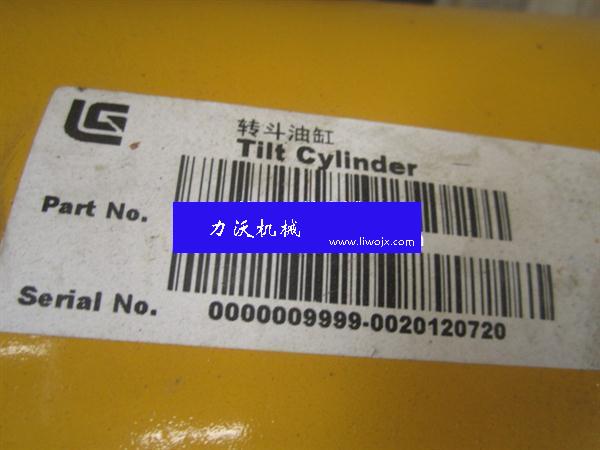 转斗油缸
Tilt Cylinder
Part No.
力沃机械
www.liwojx.com
Serial No.
0000009999-0020120720